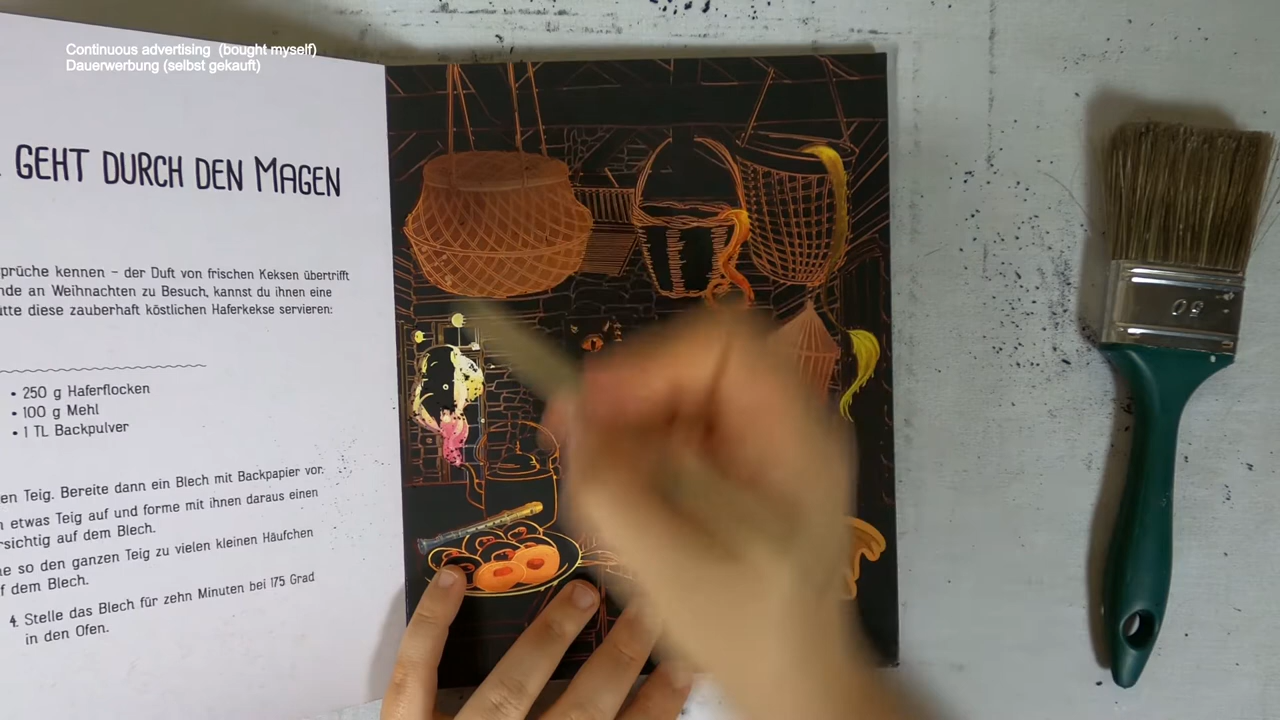 Continuous advertising (bought myself)
Dauerwerbung (selbst gekauft)
GEHT DURCH DEN MAGEN
prüche kennen – der Duft von frischen Keksen übertrifft
nde an Weihnachten zu Besuch, kannst du ihnen eine
ütte diese zauberhaft köstlichen Haferkekse servieren:
• 250 g Haferflocken
• 100 g Mehl
• 1 TL Backpulver
en Teig. Bereite dann ein Blech mit Backpapier vor.
n etwas Teig auf und forme mit ihnen daraus einen
rsichtig auf dem Blech.
e so den ganzen Teig zu vielen kleinen Häufchen
f dem Blech.
4. Stelle das Blech für zehn Minuten bei 175 Grad
in den Ofen.
50